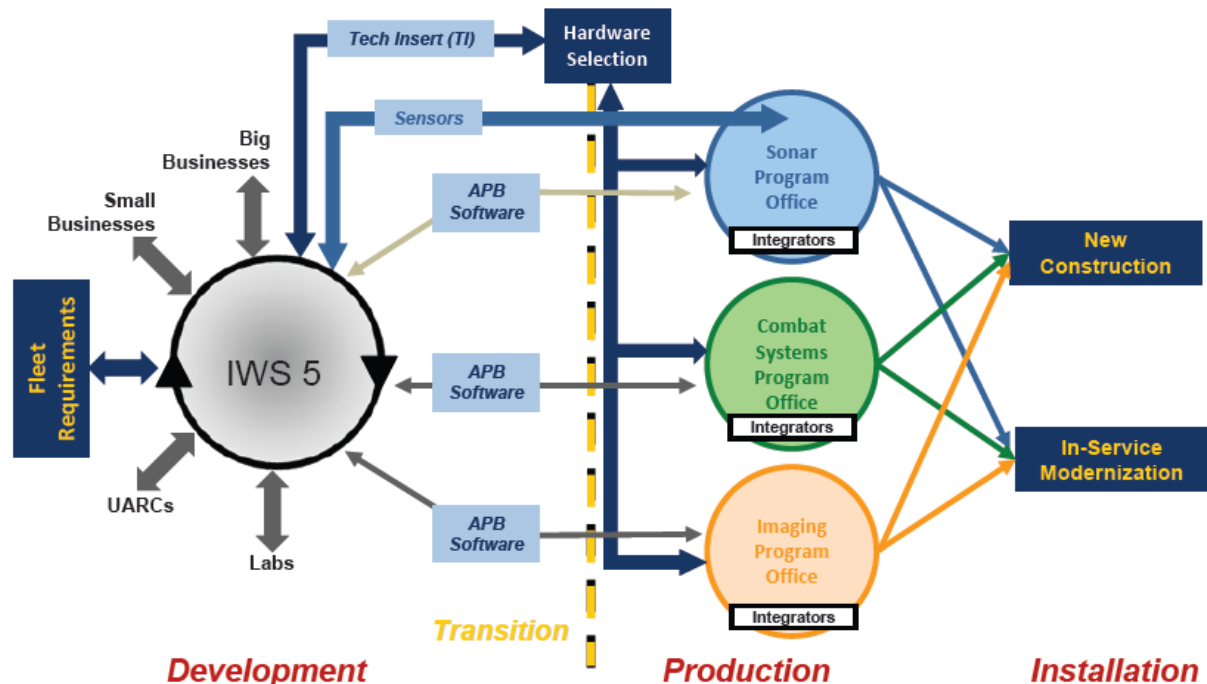 Tech Insert (TI)
Hardware
Selection
Sensors
Big
Businesses
Small
Businesses
APB
Software
Sonar
Program
Office
Integrators
New
Construction
Fleet
Requirements
IWS 5
APB
Software
Combat
Systems
Program
Office
Integrators
In-Service
Modernization
UARCs
Labs
APB
Software
Imaging
Program
Office
Integrators
Transition
Development
Production
Installation